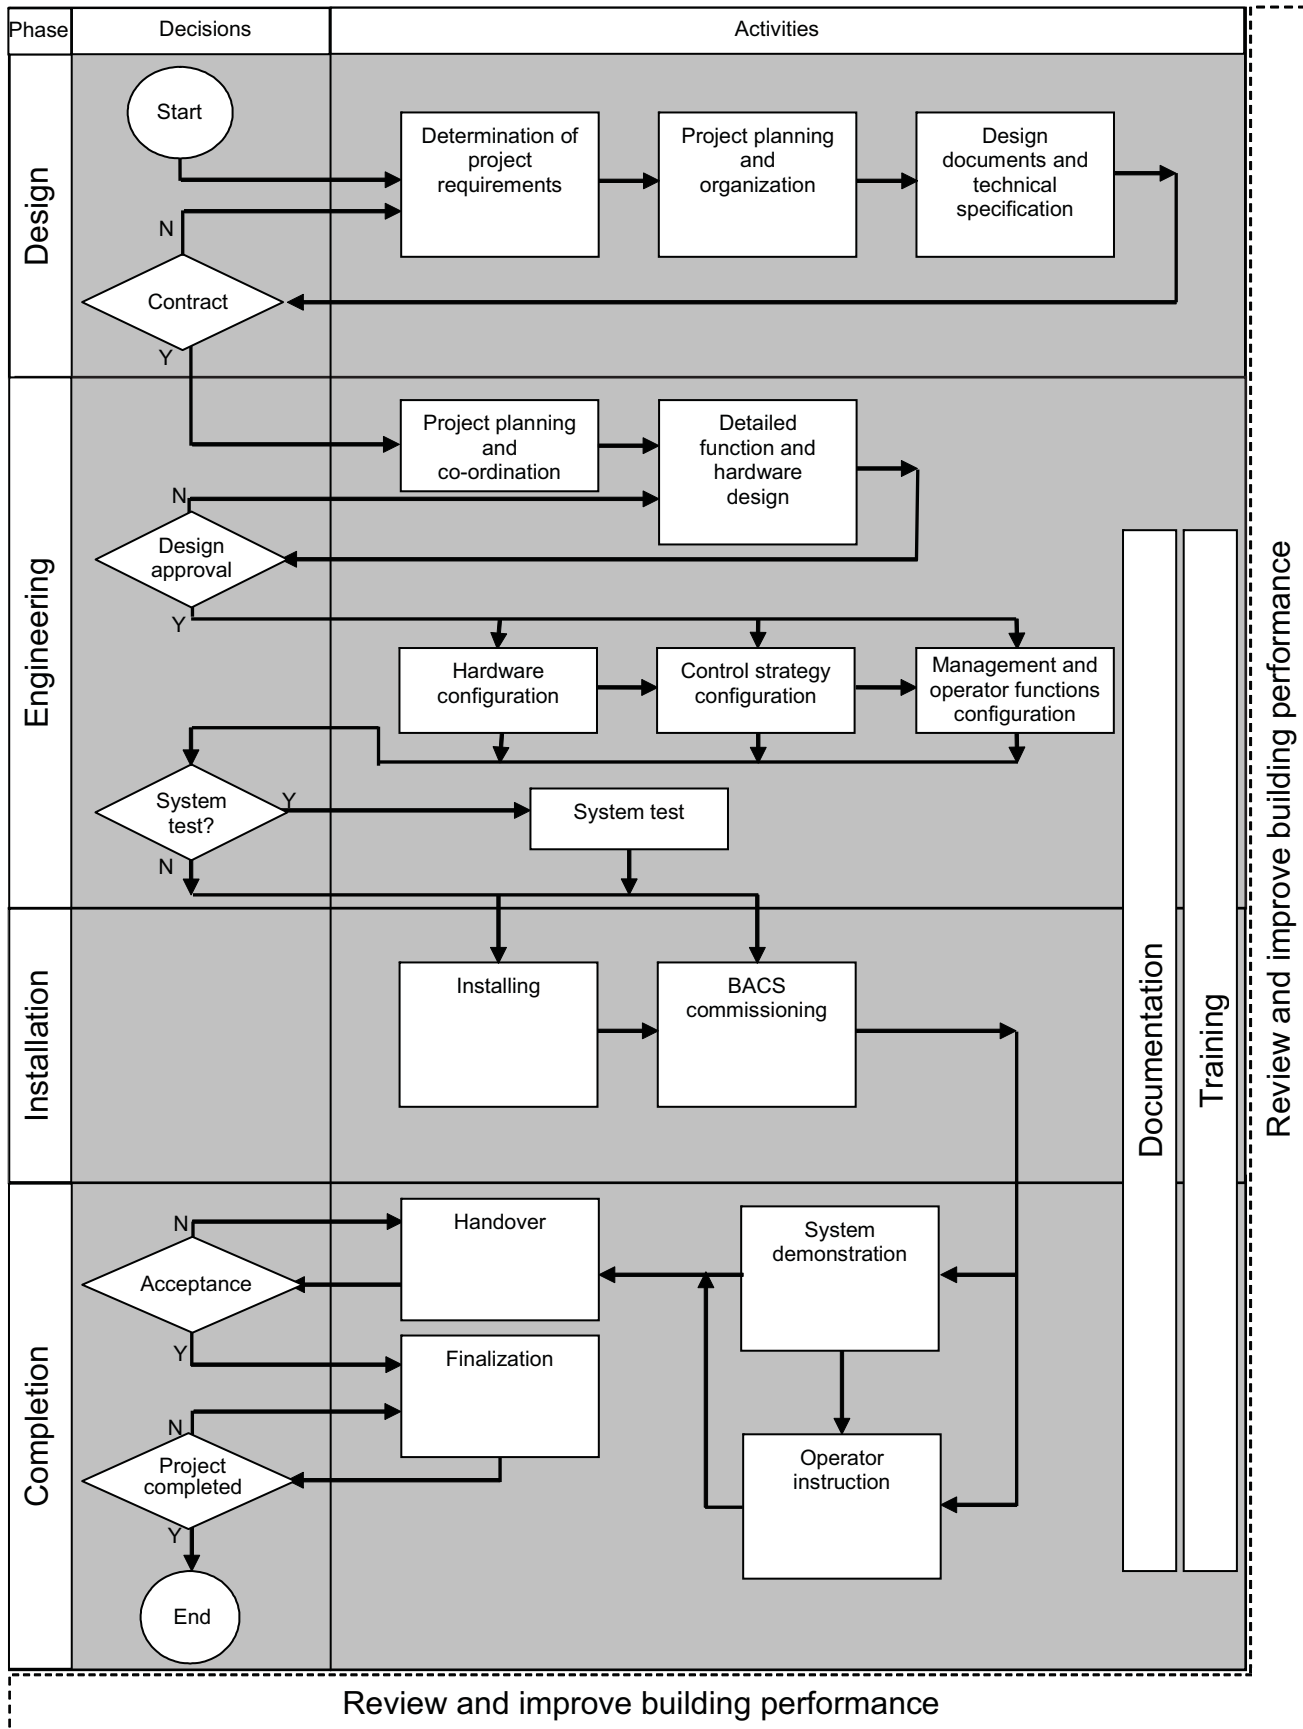 Phase
Decisions
Activities
Design
Start
Determination of
project
requirements
Project planning
and
organization
Design
documents and
technical
specification
N
Contract
Y
Engineering
Project planning
and
co-ordination
Detailed
function and
hardware
design
N
Design
approval
Y
Hardware
configuration
Control strategy
configuration
Management and
operator functions
configuration
System
test?
Y
System test
N
Installation
Installing
BACS
commissioning
Documentation
Training
Completion
N
Acceptance
Y
Handover
System
demonstration
Finalization
N
Project
completed
Y
Operator
instruction
End
Review and improve building performance
Review and improve building performance